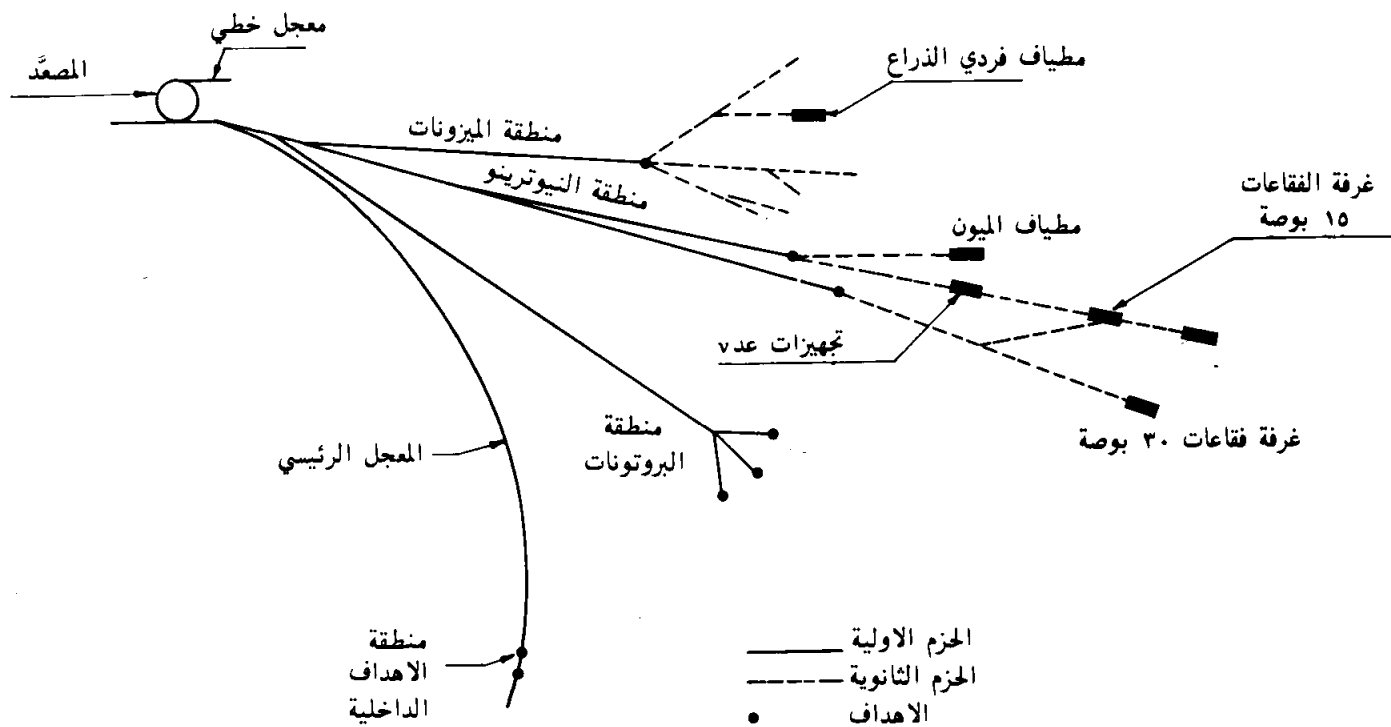 معجل خطي
المصعَّد
مطياف فردي الذراع
منطقة الميزونات
منطقة النيوترينو
غرفة الفقاعات
١٥ بوصة
مطياف الميون
تجهيزات عد ν
غرفة فقاعات ٣٠ بوصة
منطقة
البروتونات
المعجل الرئيسي
منطقة
الاهداف
الداخلية
الحزم الاولية
الحزم الثانوية
الاهداف